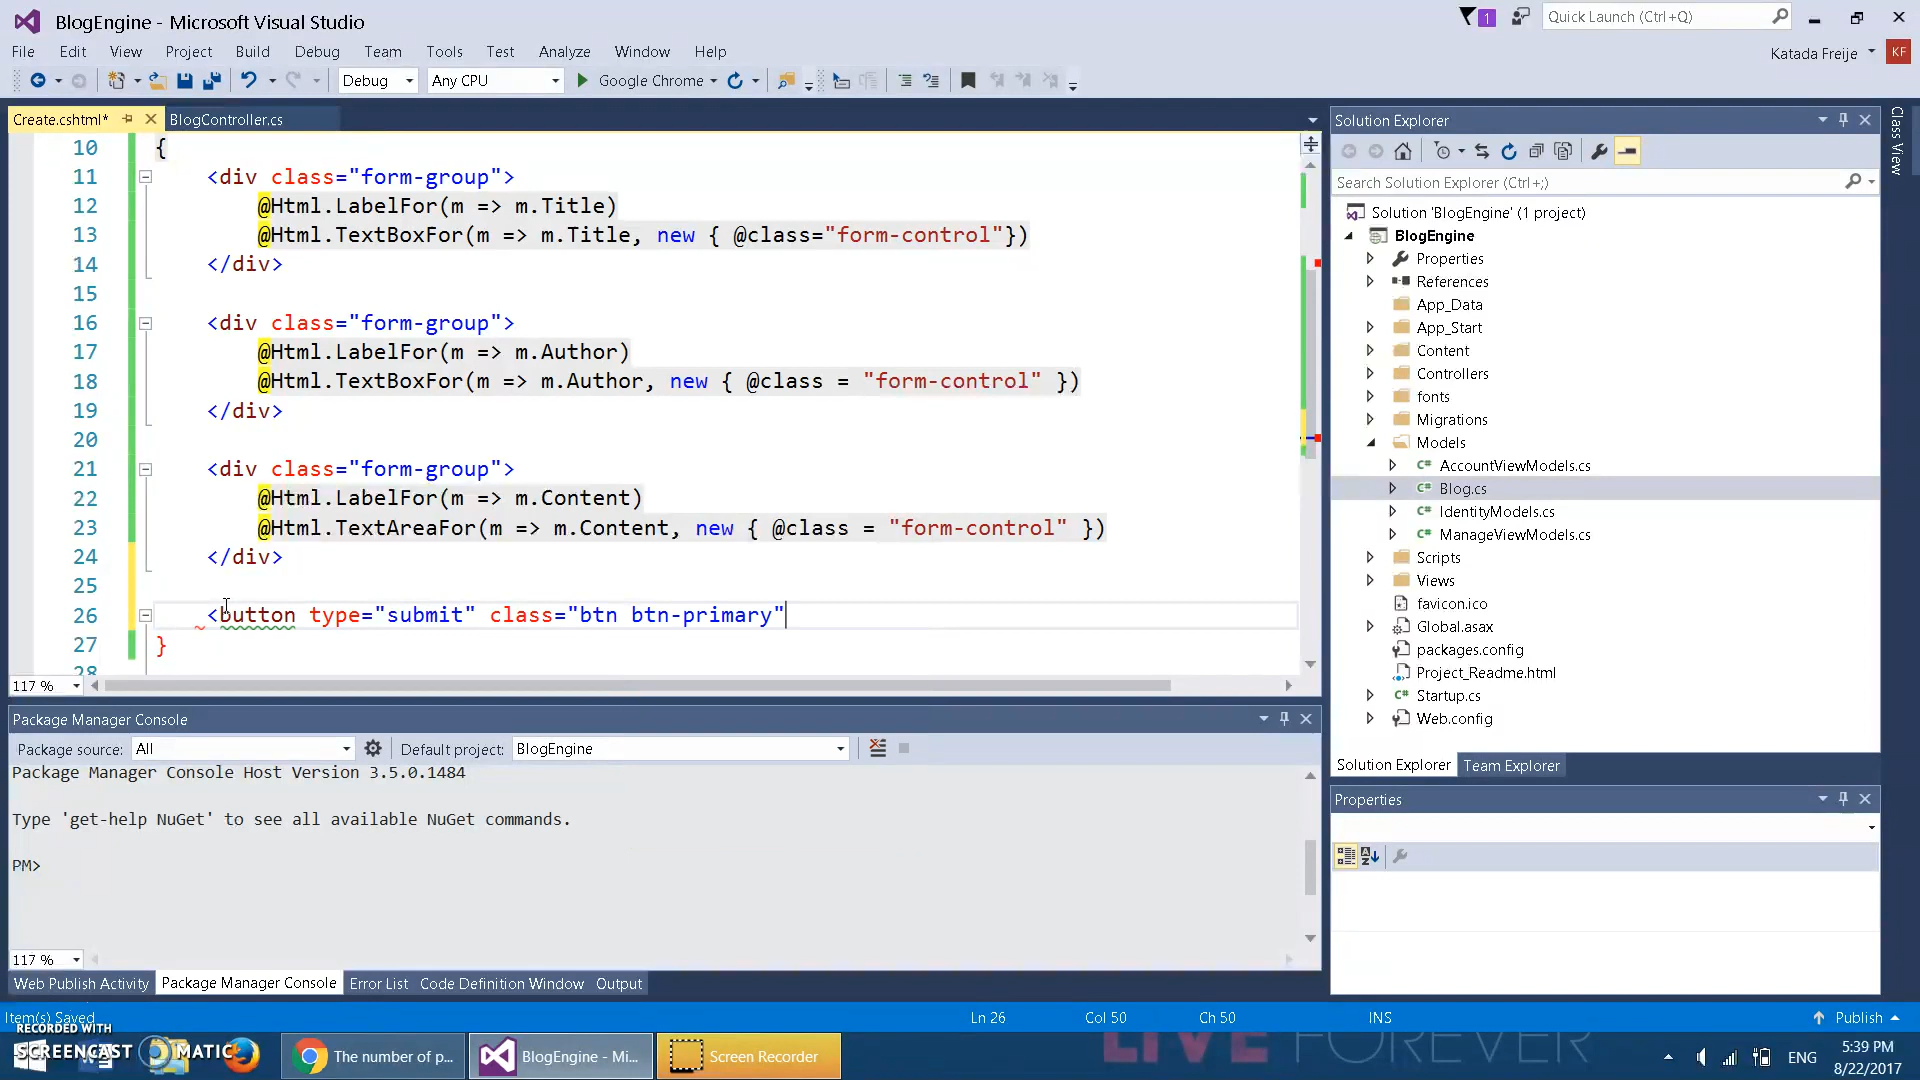 BlogEngine - Microsoft Visual Studio
1
Quick Launch (Ctrl+Q)
File Edit View Project Build Debug Team Tools Test Analyze Window Help
Katada Freije
KF
Debug
Any CPU
Google Chrome
Create.cshtml*
BlogController.cs
10 {
11 <div class="form-group">
12 @Html.LabelFor(m => m.Title)
13 @Html.TextBoxFor(m => m.Title, new { @class="form-control"})
14 </div>
15
16 <div class="form-group">
17 @Html.LabelFor(m => m.Author)
18 @Html.TextBoxFor(m => m.Author, new { @class = "form-control" })
19 </div>
20
21 <div class="form-group">
22 @Html.LabelFor(m => m.Content)
23 @Html.TextAreaFor(m => m.Content, new { @class = "form-control" })
24 </div>
25
26 <button type="submit" class="btn btn-primary"
27 }
28
117 %
Package Manager Console
Package source: All
Default project: BlogEngine
Package Manager Console Host Version 3.5.0.1484
Type 'get-help NuGet' to see all available NuGet commands.
PM>
117 %
Web Publish Activity
Package Manager Console
Error List
Code Definition Window
Output
Solution Explorer
Search Solution Explorer (Ctrl+;)
Solution 'BlogEngine' (1 project)
BlogEngine
Properties
References
App_Data
App_Start
Content
Controllers
fonts
Migrations
Models
AccountViewModels.cs
Blog.cs
IdentityModels.cs
ManageViewModels.cs
Scripts
Views
favicon.ico
Global.asax
packages.config
Project_Readme.html
Startup.cs
Web.config
Solution Explorer
Team Explorer
Properties
Class View
Item(s) Saved
Ln 26
Col 50
Ch 50
INS
Publish
RECORDED WITH
SCREENCAST MATIC
The number of p...
BlogEngine - Mi...
Screen Recorder
LIVE FOREVER
ENG
5:39 PM
8/22/2017